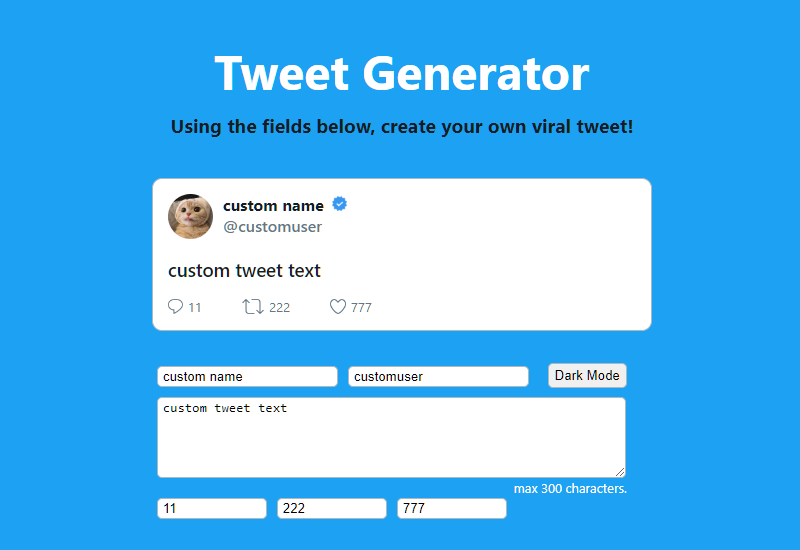 Tweet Generator
Using the fields below, create your own viral tweet!
custom name
@customuser
custom tweet text
11 222 777
custom name customuser Dark Mode
custom tweet text
max 300 characters.
11 222 777